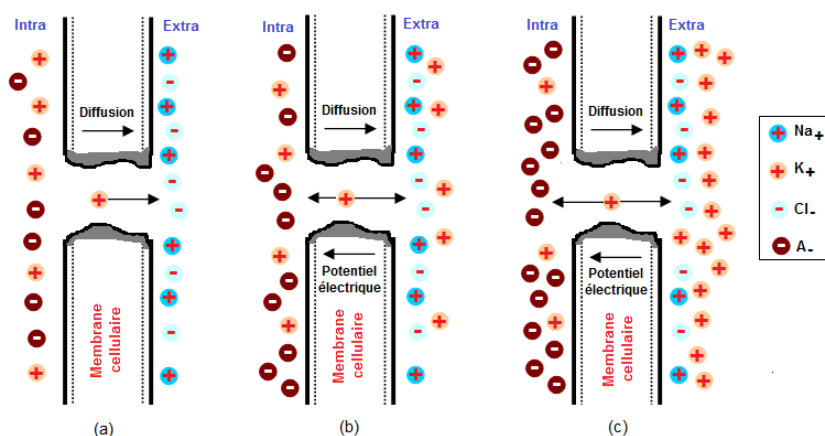 Intra
Extra
Diffusion
Membrane
cellulaire
(a)
Intra
Extra
Diffusion
Potentiel
électrique
Membrane
cellulaire
(b)
Intra
Extra
Diffusion
Potentiel
électrique
Membrane
cellulaire
(c)
Na+
K+
Cl-
A-